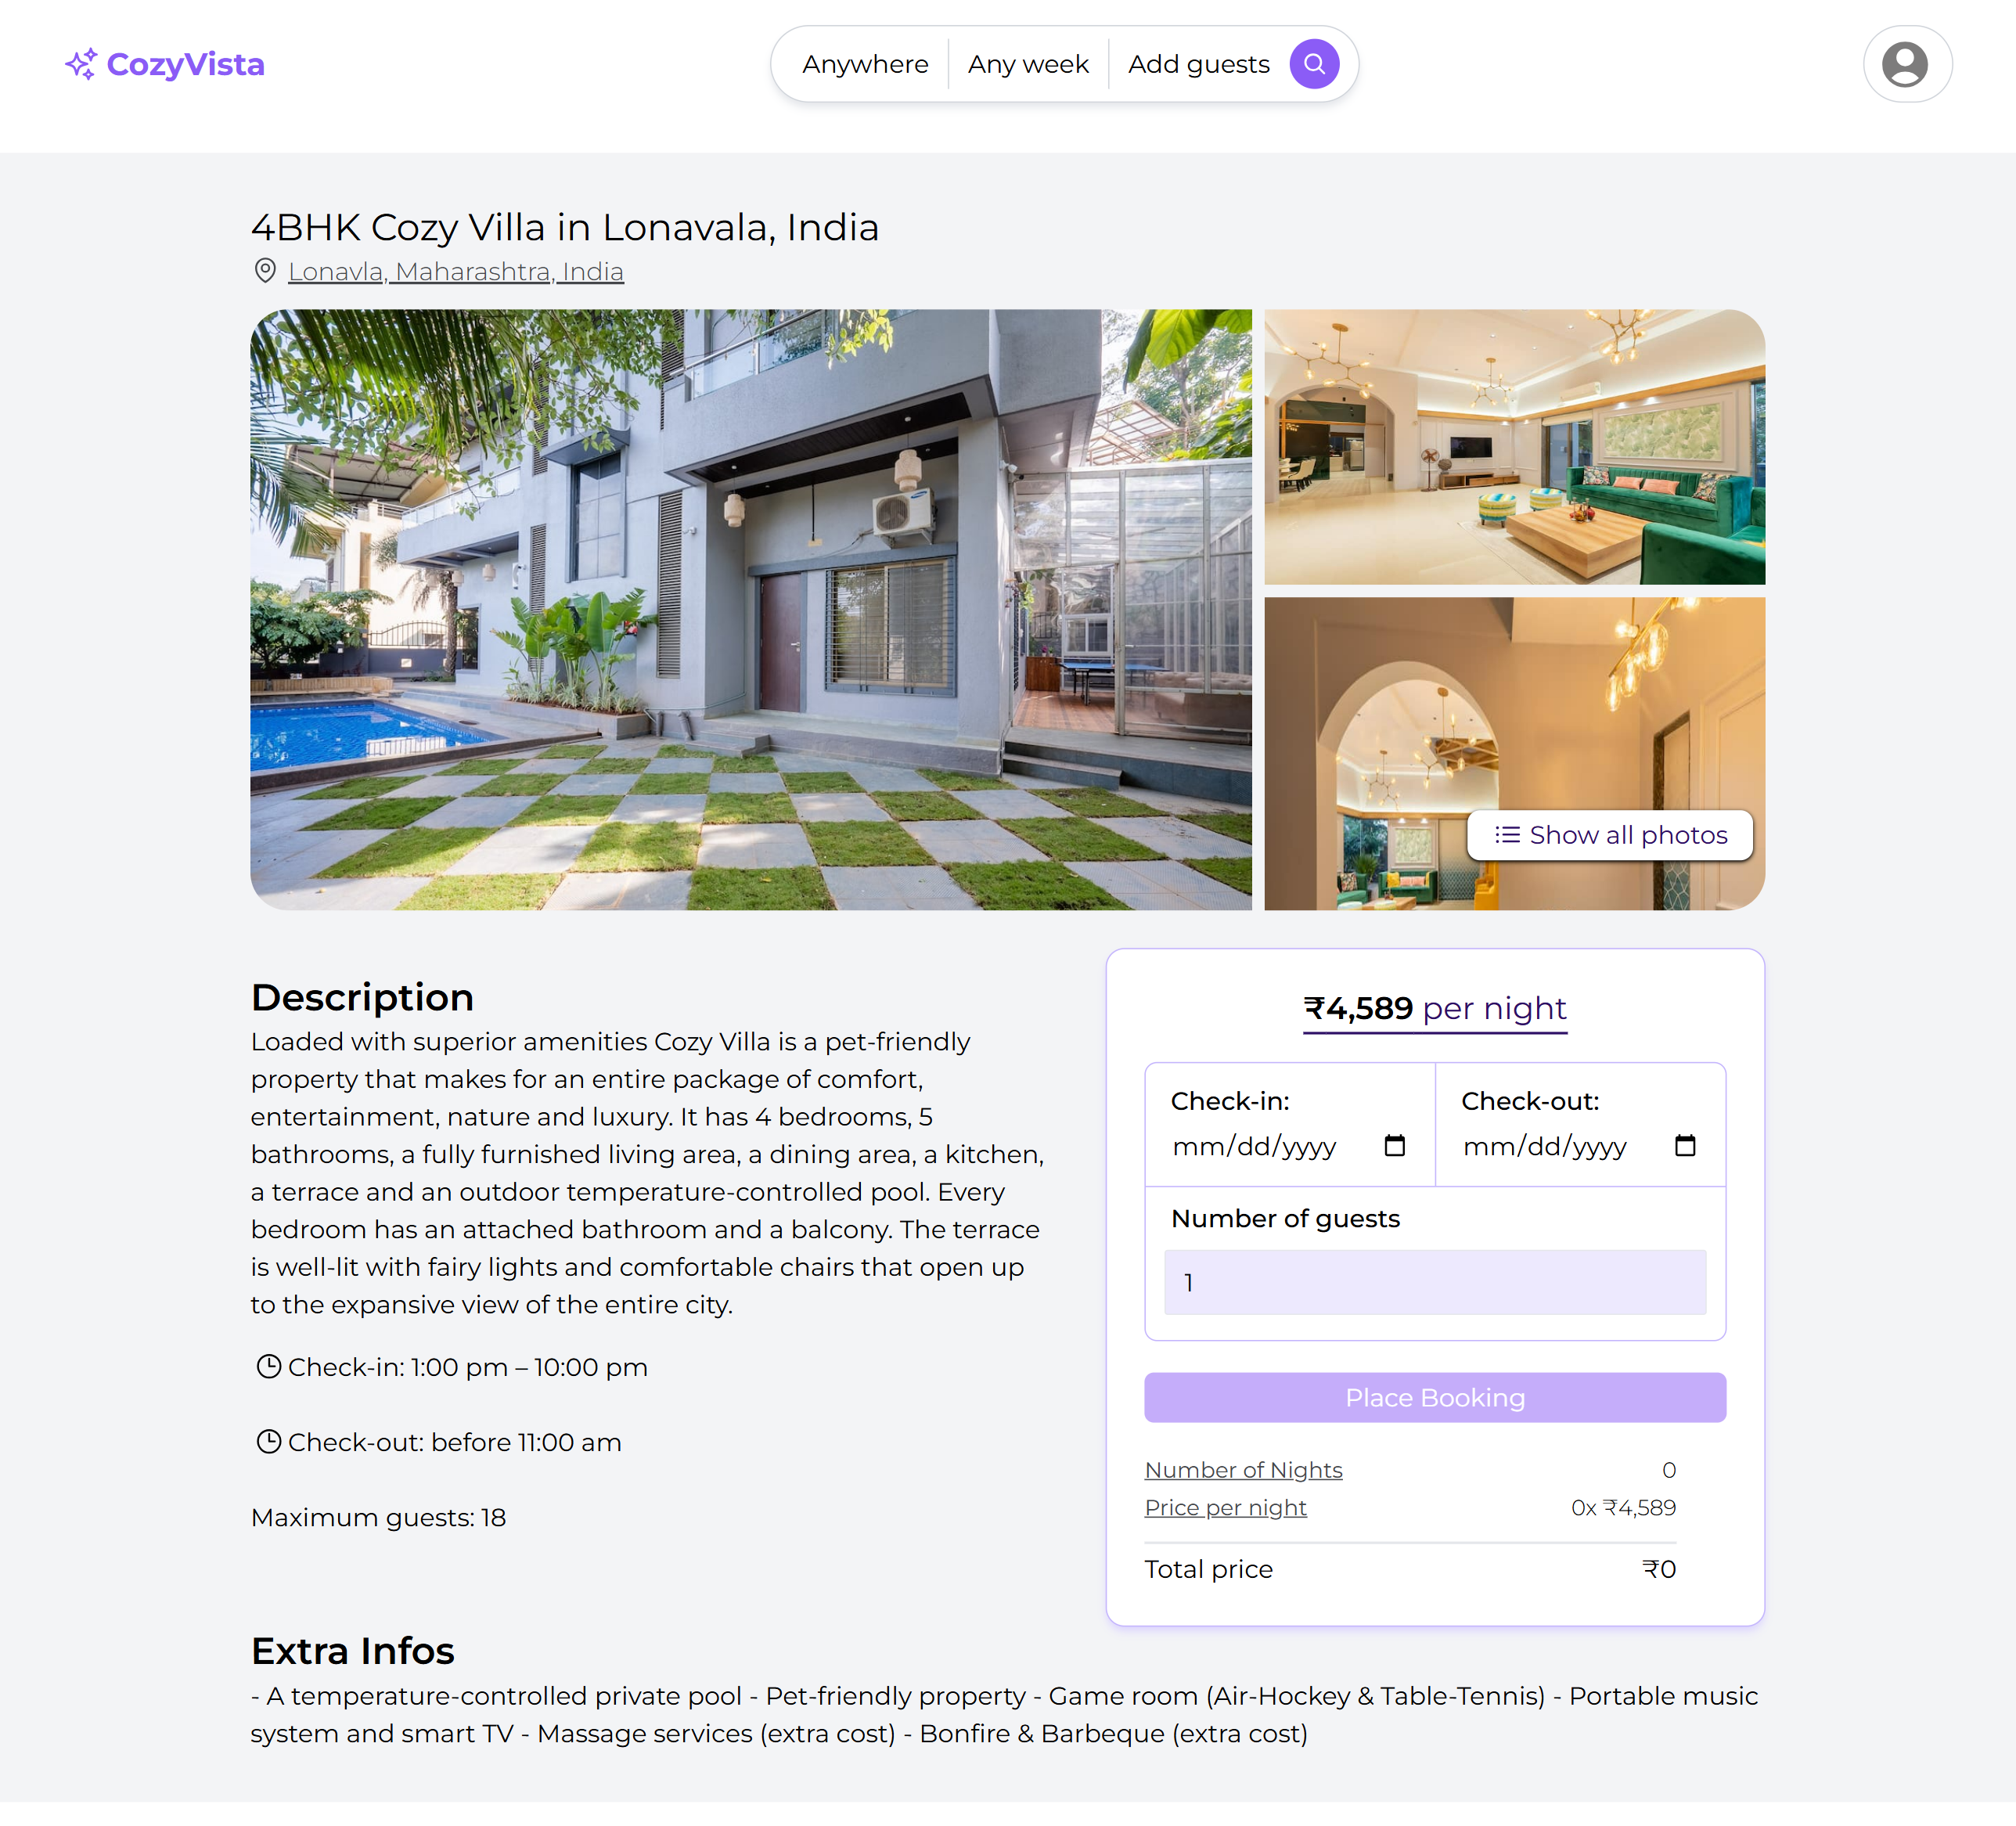 CozyVista
Anywhere
Any week
Add guests
4BHK Cozy Villa in Lonavala, India
Lonavla, Maharashtra, India
Show all photos
Description
Loaded with superior amenities Cozy Villa is a pet-friendly
property that makes for an entire package of comfort,
entertainment, nature and luxury. It has 4 bedrooms, 5
bathrooms, a fully furnished living area, a dining area, a kitchen,
a terrace and an outdoor temperature-controlled pool. Every
bedroom has an attached bathroom and a balcony. The terrace
is well-lit with fairy lights and comfortable chairs that open up
to the expansive view of the entire city.
Check-in: 1:00 pm – 10:00 pm
Check-out: before 11:00 am
Maximum guests: 18
₹4,589 per night
Check-in:
mm/dd/yyyy
Check-out:
mm/dd/yyyy
Number of guests
1
Place Booking
Number of Nights 0
Price per night 0x ₹4,589
Total price ₹0
Extra Infos
- A temperature-controlled private pool - Pet-friendly property - Game room (Air-Hockey & Table-Tennis) - Portable music
system and smart TV - Massage services (extra cost) - Bonfire & Barbeque (extra cost)